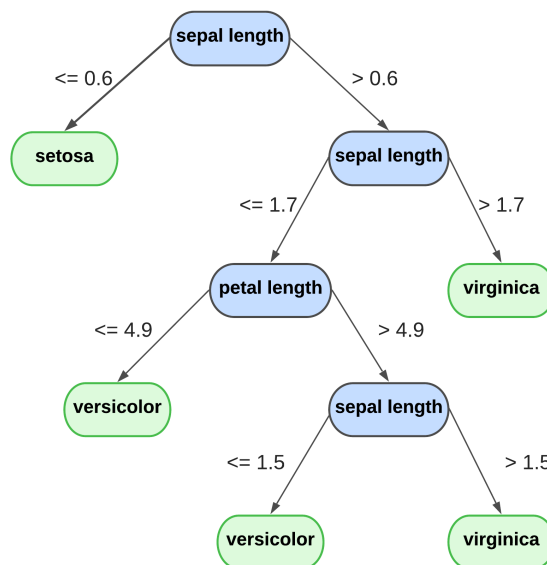 sepal length
<= 0.6
> 0.6
setosa
sepal length
<= 1.7
> 1.7
petal length
virginica
<= 4.9
> 4.9
versicolor
sepal length
<= 1.5
> 1.5
versicolor
virginica